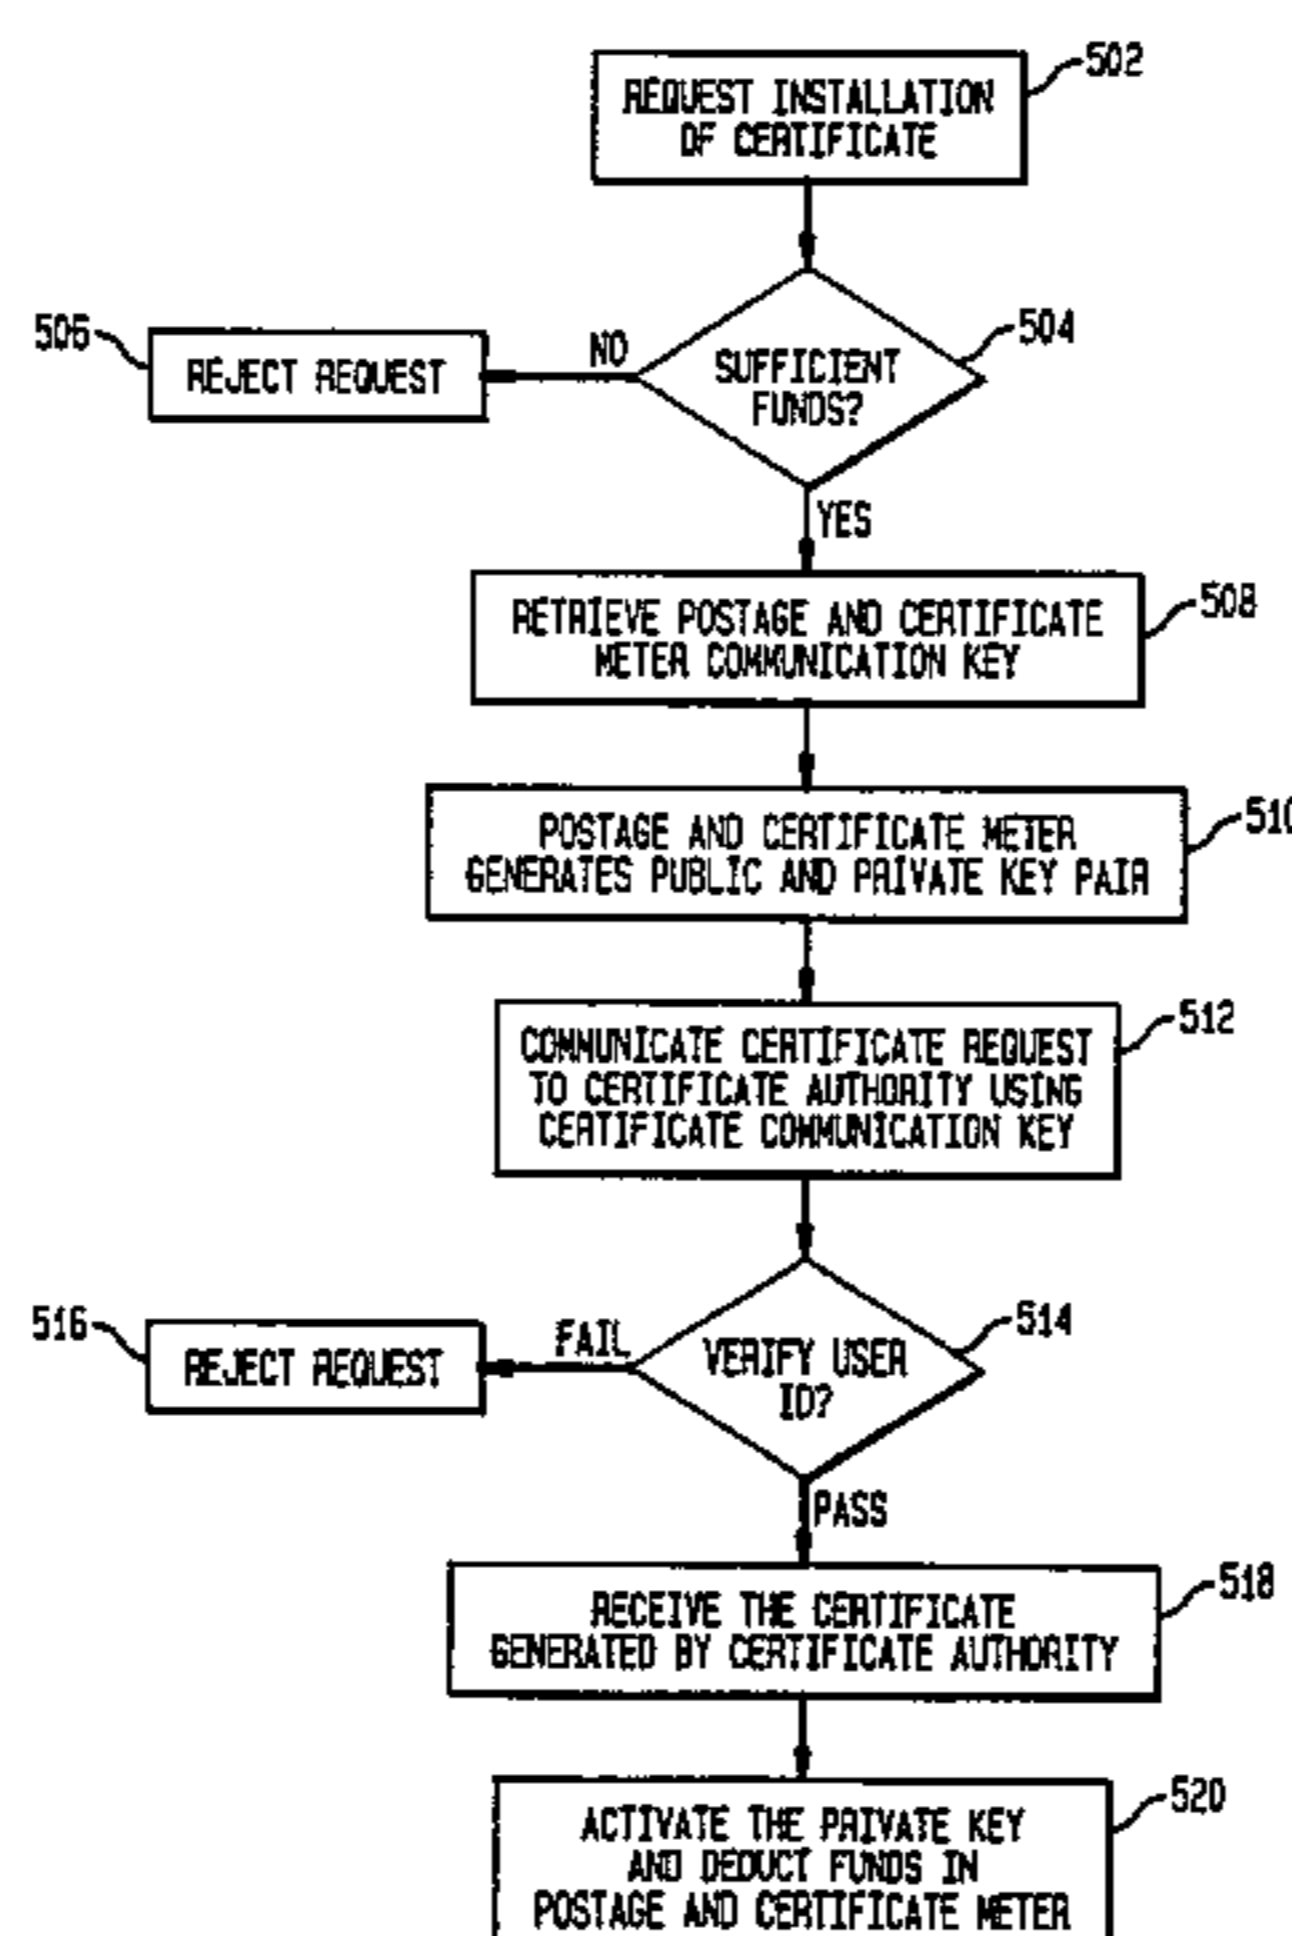 502
REQUEST INSTALLATION
OF CERTIFICATE
504
SUFFICIENT
FUNDS?
NO
506
REJECT REQUEST
YES
508
RETRIEVE POSTAGE AND CERTIFICATE
METER COMMUNICATION KEY
510
POSTAGE AND CERTIFICATE METER
GENERATES PUBLIC AND PRIVATE KEY PAIR
512
COMMUNICATE CERTIFICATE REQUEST
TO CERTIFICATE AUTHORITY USING
CERTIFICATE COMMUNICATION KEY
514
VERIFY USER
ID?
FAIL
516
REJECT REQUEST
PASS
518
RECEIVE THE CERTIFICATE
GENERATED BY CERTIFICATE AUTHORITY
520
ACTIVATE THE PRIVATE KEY
AND DEDUCT FUNDS IN
POSTAGE AND CERTIFICATE METER